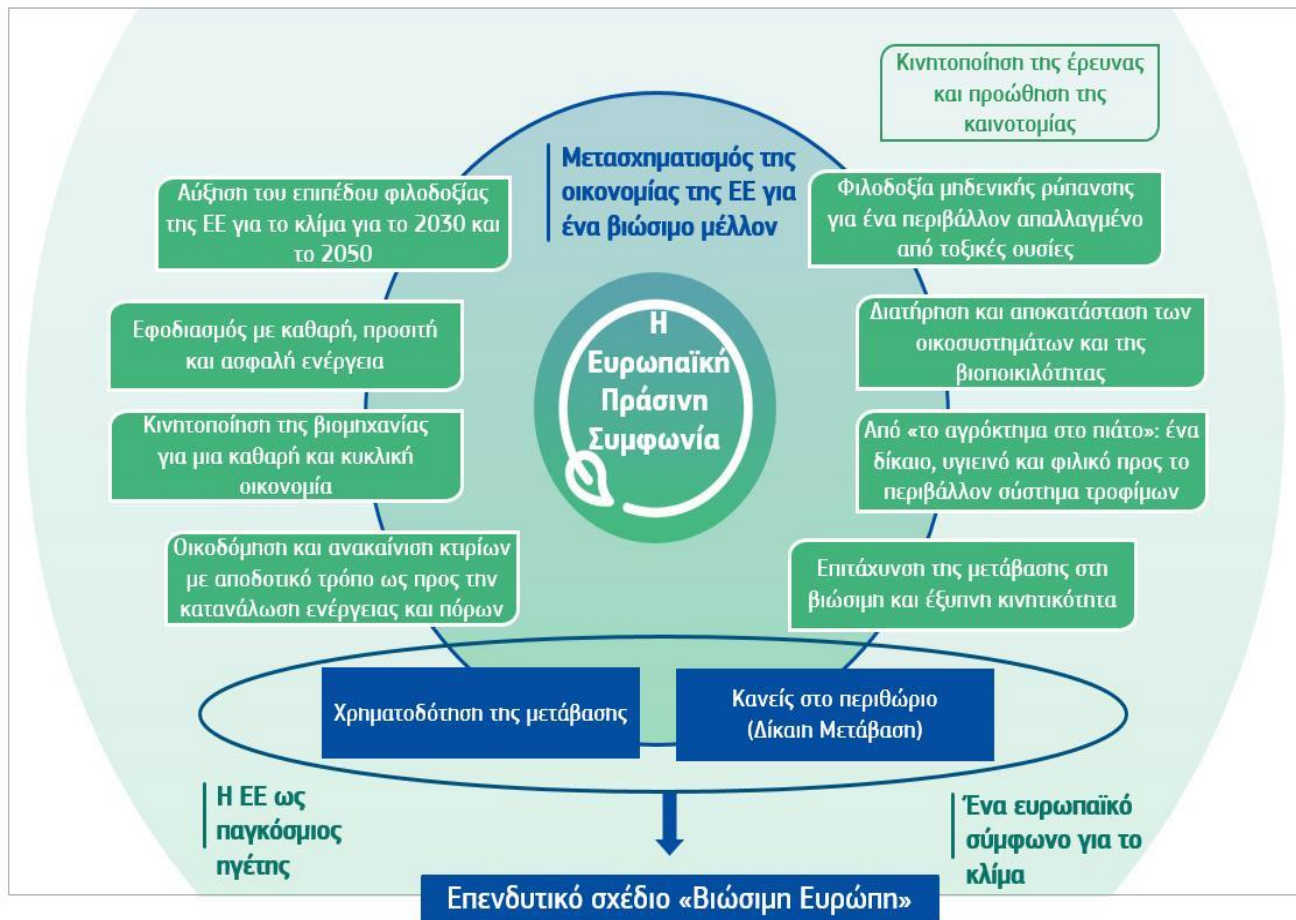 Κινητοποίηση της έρευνας
και προώθηση της
καινοτομίας
Μετασχηματισμός της
οικονομίας της ΕΕ για
ένα βιώσιμο μέλλον
Αύξηση του επιπέδου φιλοδοξίας
της ΕΕ για το κλίμα για το 2030 και
το 2050
Φιλοδοξία μηδενικής ρύπανσης
για ένα περιβάλλον απαλλαγμένο
από τοξικές ουσίες
Εφοδιασμός με καθαρή, προσιτή
και ασφαλή ενέργεια
Η
Ευρωπαϊκή
Πράσινη
Συμφωνία
Διατήρηση και αποκατάσταση των
οικοσυστημάτων και της
βιοποικιλότητας
Κινητοποίηση της βιομηχανίας
για μια καθαρή και κυκλική
οικονομία
Από «το αγρόκτημα στο πιάτο»: ένα
δίκαιο, υγιεινό και φιλικό προς το
περιβάλλον σύστημα τροφίμων
Οικοδόμηση και ανακαίνιση κτιρίων
με αποδοτικό τρόπο ως προς την
κατανάλωση ενέργειας και πόρων
Επιτάχυνση της μετάβασης στη
βιώσιμη και έξυπνη κινητικότητα
Χρηματοδότηση της μετάβασης
Κανείς στο περιθώριο
(Δίκαιη Μετάβαση)
Η ΕΕ ως
παγκόσμιος
ηγέτης
Ένα ευρωπαϊκό
σύμφωνο για το
κλίμα
Επενδυτικό σχέδιο «Βιώσιμη Ευρώπη»